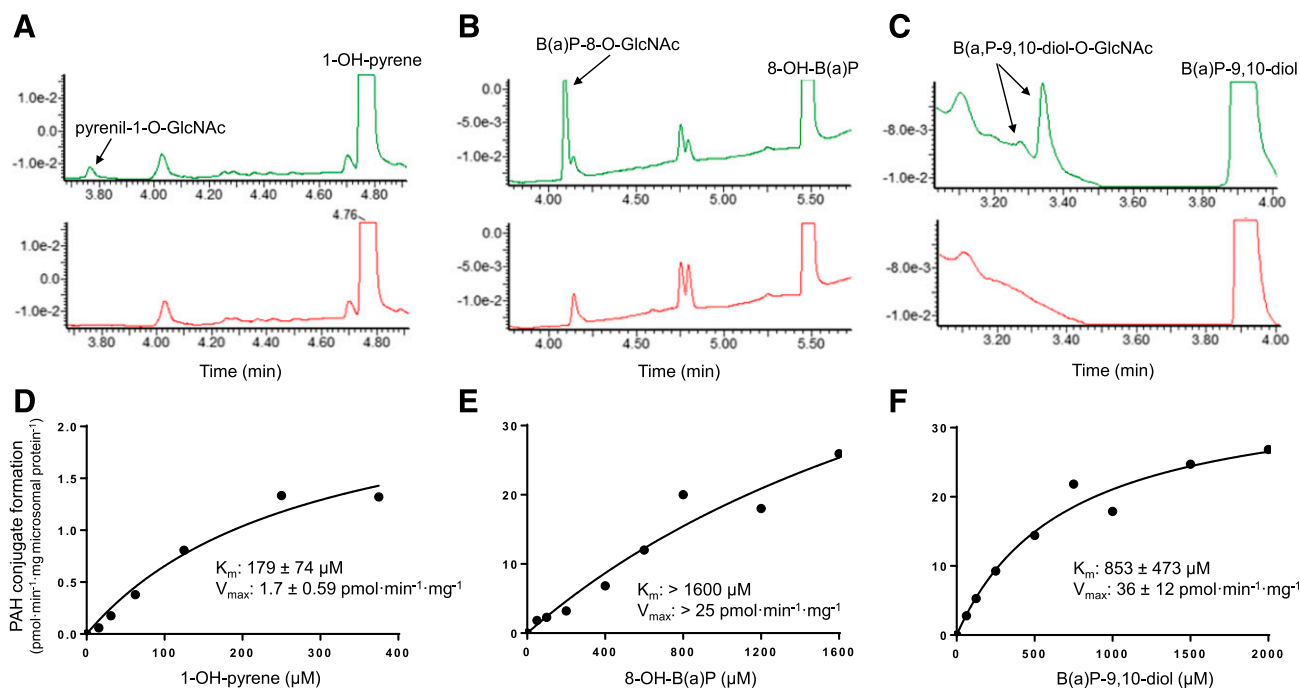 A
1-OH-pyrene
pyrenil-1-O-GlcNAc
1.0e-2
0.0
-1.0e-2
3.80 4.00 4.20 4.40 4.60 4.80
4.76
1.0e-2
0.0
-1.0e-2
3.80 4.00 4.20 4.40 4.60 4.80
Time (min)
B
B(a)P-8-O-GlcNAc
8-OH-B(a)P
0.0
-5.0e-3
-1.0e-2
4.00 4.50 5.00 5.50
0.0
-5.0e-3
-1.0e-2
4.00 4.50 5.00 5.50
Time (min)
C
B(a,P-9,10-diol-O-GlcNAc
B(a)P-9,10-diol
-8.0e-3
-1.0e-2
3.20 3.40 3.60 3.80 4.00
-8.0e-3
-1.0e-2
3.20 3.40 3.60 3.80 4.00
Time (min)
D
PAH conjugate formation
(pmol·min⁻¹·mg microsomal protein⁻¹)
2.0
1.5
1.0
0.5
0.0
Kₘ: 179 ± 74 µM
Vₘₐₓ: 1.7 ± 0.59 pmol·min⁻¹·mg⁻¹
0 100 200 300 400
1-OH-pyrene (µM)
E
30
20
10
0
Kₘ: > 1600 µM
Vₘₐₓ: > 25 pmol·min⁻¹·mg⁻¹
0 400 800 1200 1600
8-OH-B(a)P (µM)
F
30
20
10
0
Kₘ: 853 ± 473 µM
Vₘₐₓ: 36 ± 12 pmol·min⁻¹·mg⁻¹
0 500 1000 1500 2000
B(a)P-9,10-diol (µM)